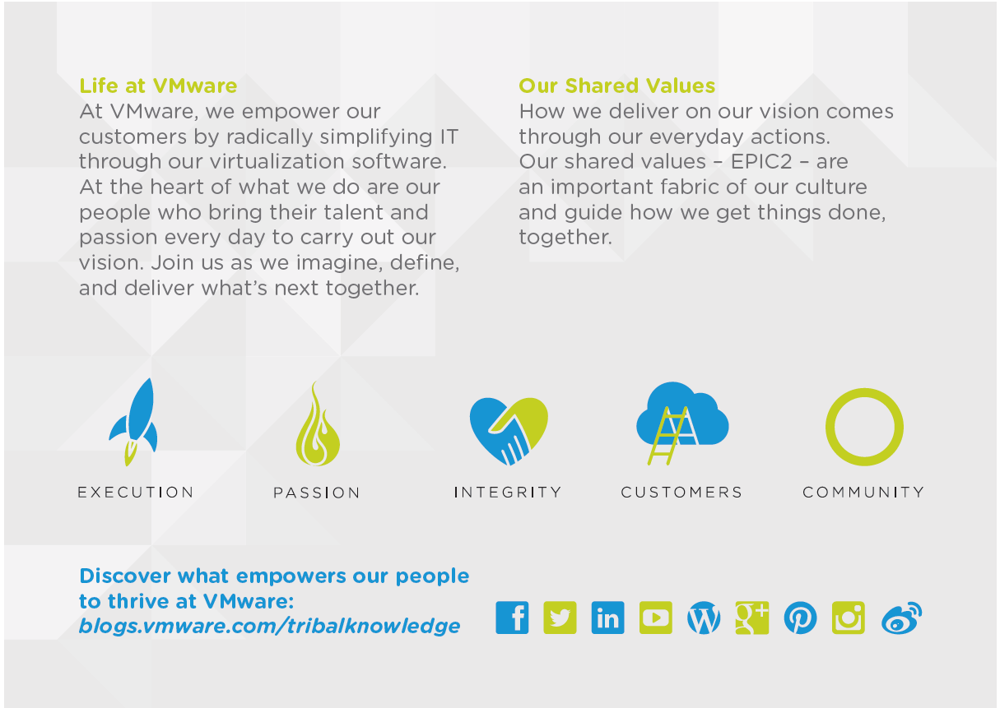 Life at VMware
At VMware, we empower our
customers by radically simplifying IT
through our virtualization software.
At the heart of what we do are our
people who bring their talent and
passion every day to carry out our
vision. Join us as we imagine, define,
and deliver what’s next together.
Our Shared Values
How we deliver on our vision comes
through our everyday actions.
Our shared values – EPIC2 – are
an important fabric of our culture
and guide how we get things done,
together.
EXECUTION
PASSION
INTEGRITY
CUSTOMERS
COMMUNITY
Discover what empowers our people
to thrive at VMware:
blogs.vmware.com/tribalknowledge